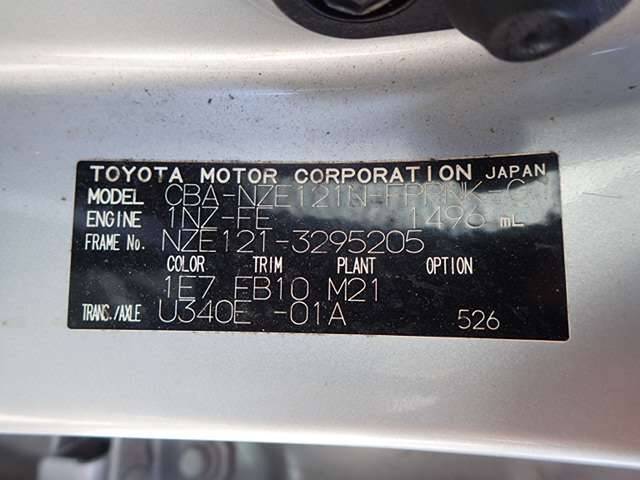 TOYOTA MOTOR CORPORATION JAPAN
MODEL CBA-NZE121N-FPRNK-C
ENGINE 1NZ-FE 1496 mL
FRAME No. NZE121-3295205
COLOR TRIM PLANT OPTION
1E7 FB10 M21
TRANS./AXLE U340E -01A 526